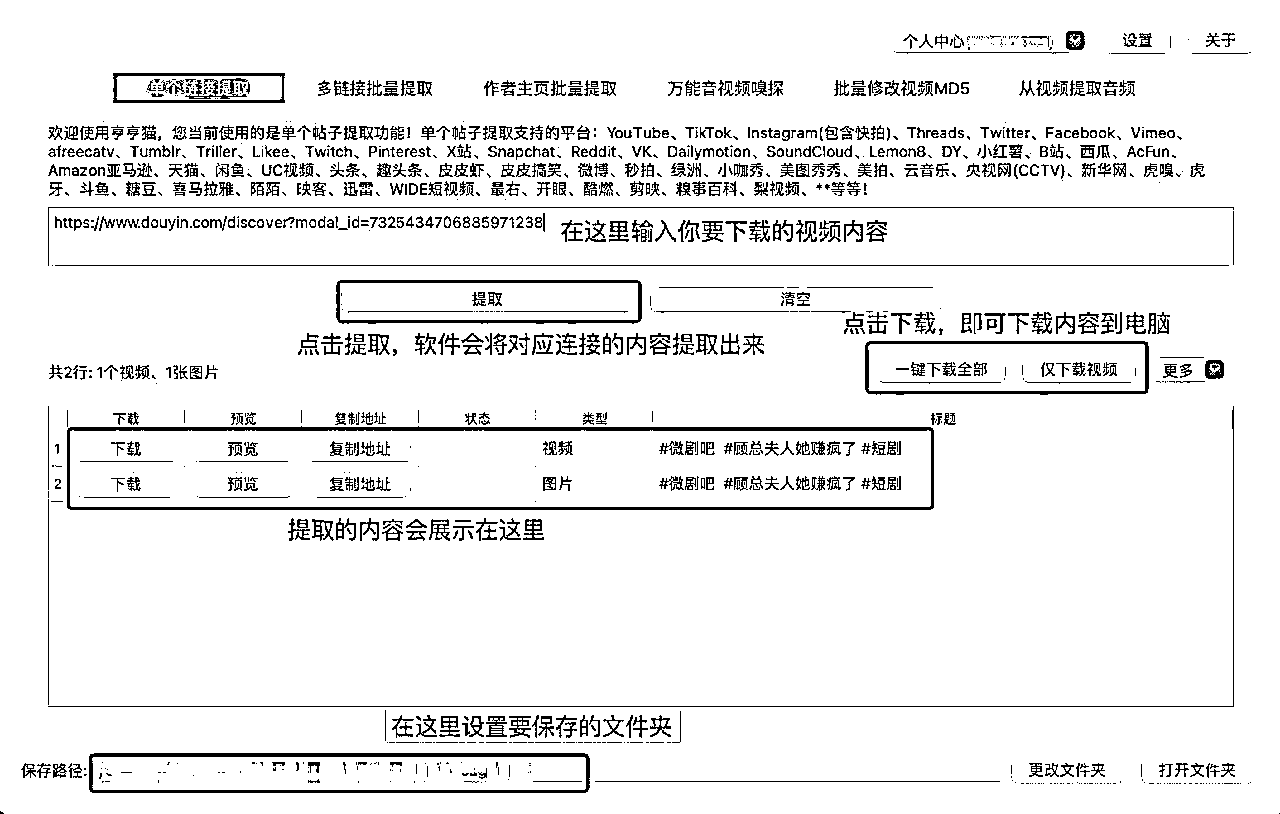 个人中心 设置 关于
单个链接提取 多链接批量提取 作者主页批量提取 万能音视频嗅探 批量修改视频MD5 从视频提取音频
欢迎使用亨亨猫，您当前使用的是单个帖子提取功能！单个帖子提取支持的平台：YouTube、TikTok、Instagram(包含快拍)、Threads、Twitter、Facebook、Vimeo、
afreecatv、Tumblr、Triller、Likee、Twitch、Pinterest、X站、Snapchat、Reddit、VK、Dailymotion、SoundCloud、Lemon8、DY、小红薯、B站、西瓜、AcFun、
Amazon亚马逊、天猫、闲鱼、UC视频、头条、趣头条、皮皮虾、皮皮搞笑、微博、秒拍、绿洲、小咖秀、美图秀秀、美拍、云音乐、央视网(CCTV)、新华网、虎嗅、虎
牙、斗鱼、糖豆、喜马拉雅、陌陌、映客、迅雷、WIDE短视频、最右、开眼、酷燃、剪映、糗事百科、梨视频、**等等！
https://www.douyin.com/discover?modal_id=7325434706885971238 在这里输入你要下载的视频内容
提取 清空
点击下载，即可下载内容到电脑
点击提取，软件会将对应连接的内容提取出来
共2行: 1个视频、1张图片 一键下载全部 仅下载视频 更多
下载 预览 复制地址 状态 类型 标题
1 下载 预览 复制地址 视频 #微剧吧 #顾总夫人她赚疯了 #短剧
2 下载 预览 复制地址 图片 #微剧吧 #顾总夫人她赚疯了 #短剧
提取的内容会展示在这里
在这里设置要保存的文件夹
保存路径: 更改文件夹 打开文件夹